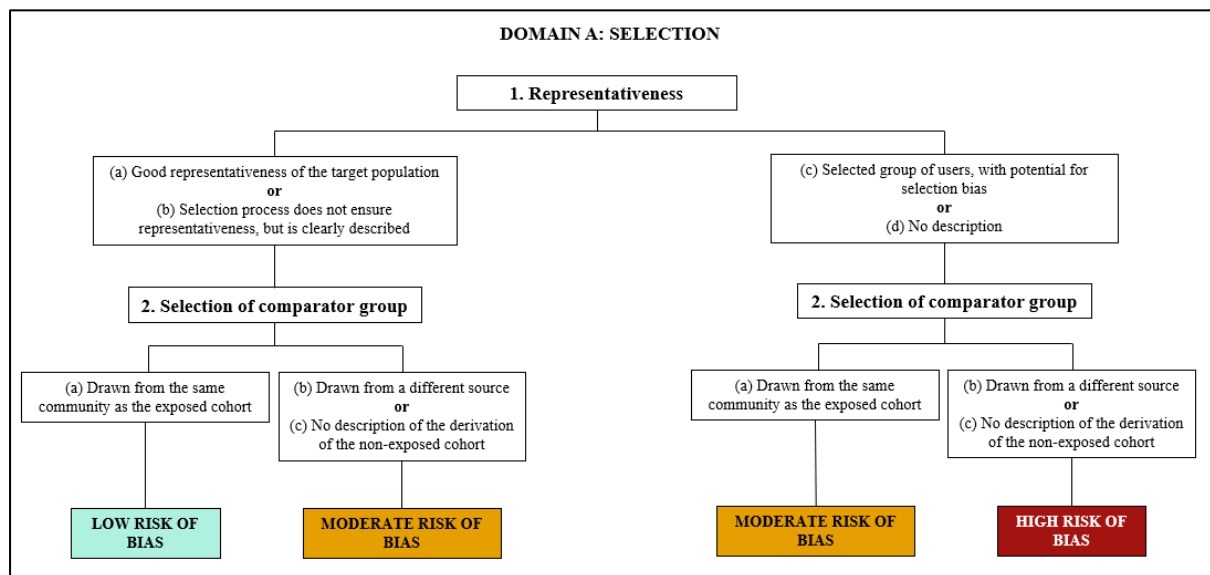 DOMAIN A: SELECTION
1. Representativeness
(a) Good representativeness of the target population
or
(b) Selection process does not ensure
representativeness, but is clearly described
(c) Selected group of users, with potential for
selection bias
or
(d) No description
2. Selection of comparator group
2. Selection of comparator group
(a) Drawn from the same
community as the exposed cohort
(b) Drawn from a different source
or
(c) No description of the derivation
of the non-exposed cohort
(a) Drawn from the same
community as the exposed cohort
(b) Drawn from a different source
or
(c) No description of the derivation
of the non-exposed cohort
LOW RISK OF
BIAS
MODERATE RISK OF
BIAS
MODERATE RISK OF
BIAS
HIGH RISK OF
BIAS